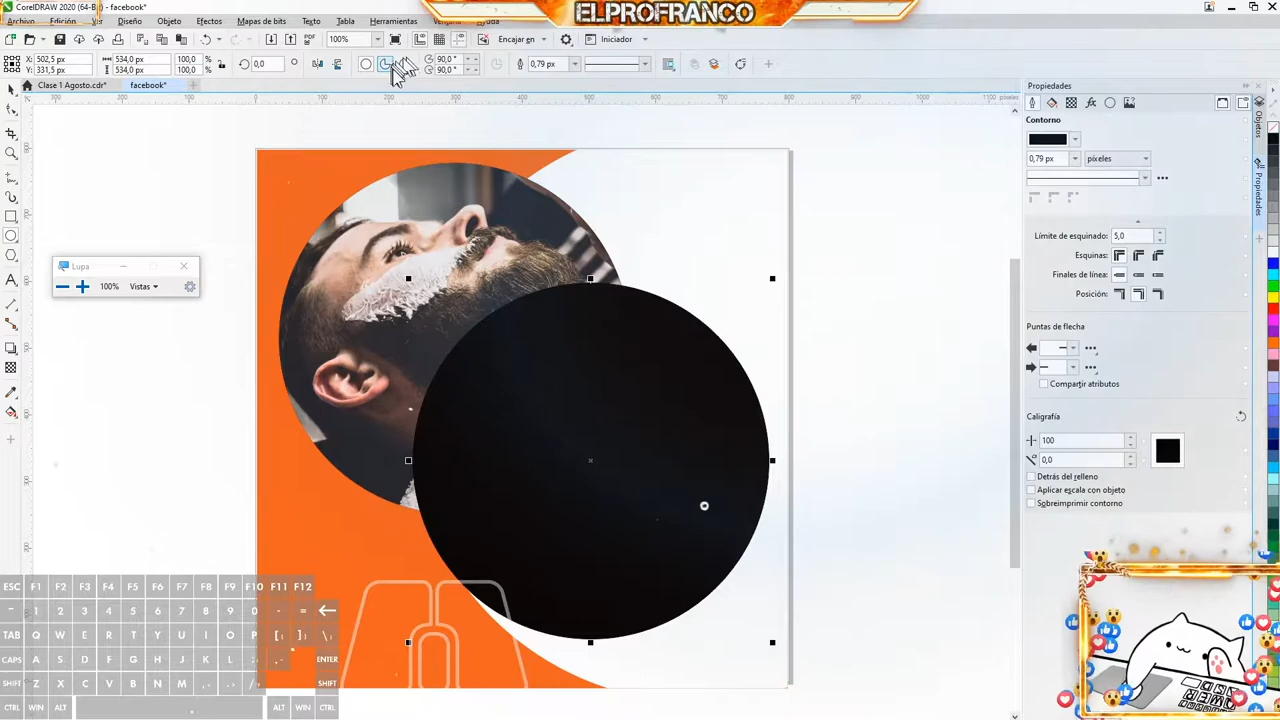 CorelDRAW 2020 (64-Bit) - facebook*
ELPROFRANCO
Archivo Edición Ver Diseño Objeto Efectos Mapas de bits Texto Tabla Herramientas Ventana Ayuda
100% Encajar en Iniciador
X: 502,5 px 534,0 px 100,0 % 0,0 90,0 ° 0,79 px
Y: 331,5 px 534,0 px 100,0 % 90,0 °
Clase 1 Agosto.cdr* facebook*
píxeles
Propiedades
Contorno
0,79 px píxeles
Límite de esquinado: 5,0
Esquinas:
Finales de línea:
Posición:
Puntas de flecha
Compartir atributos
Caligrafía
100
0,0
Detrás del relleno
Aplicar escala con objeto
Sobreimprimir contorno
Objetos
Propiedades
Lupa
100% Vistas
ESC F1 F2 F3 F4 F5 F6 F7 F8 F9 F10 F11 F12
1 2 3 4 5 6 7 8 9 0 - =
TAB Q W E R T Y U I O P [ ] \
CAPS A S D F G H J K L ENTER
SHIFT Z X C V B N M SHIFT
CTRL WIN ALT ALT WIN CTRL